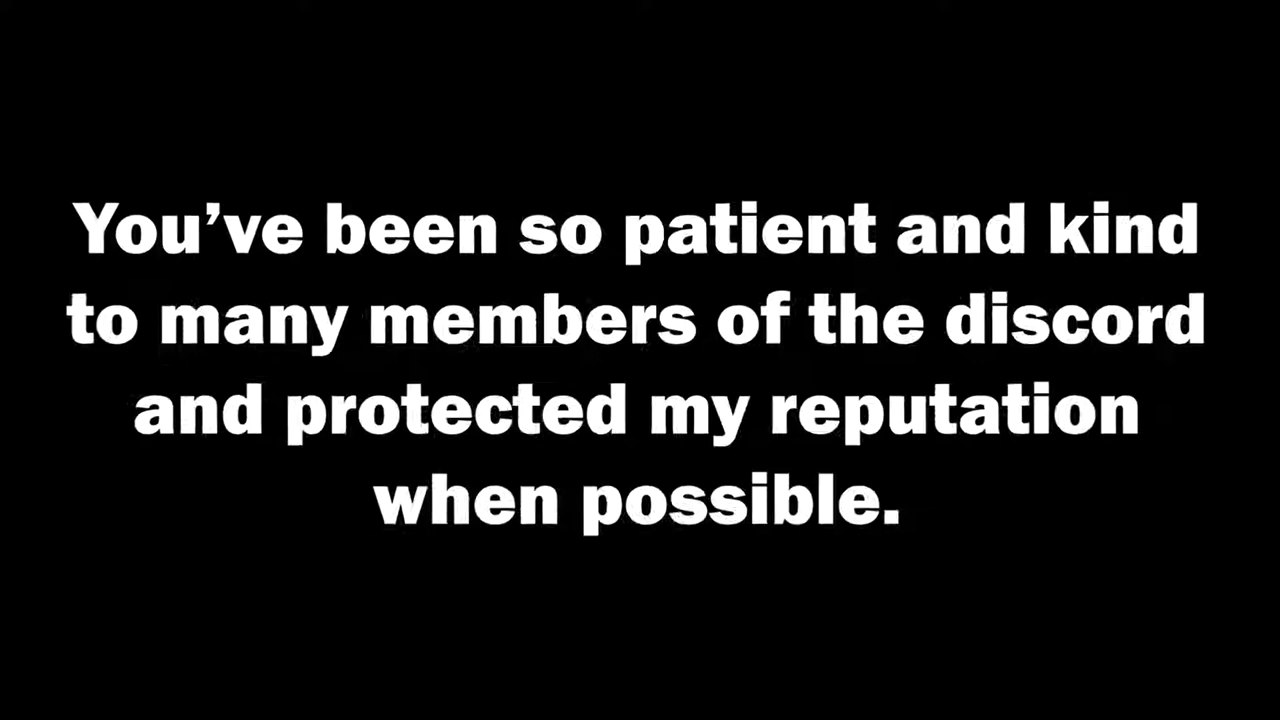 You’ve been so patient and kind
to many members of the discord
and protected my reputation
when possible.